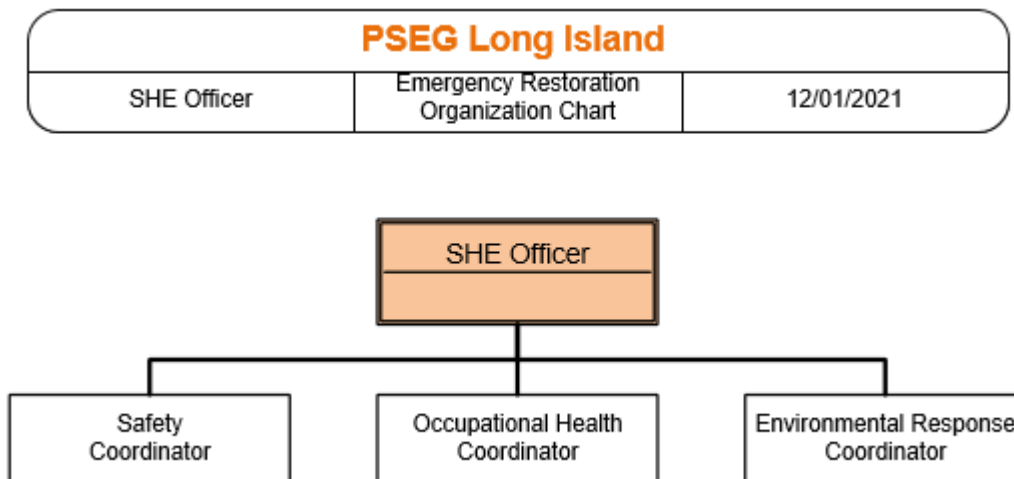 PSEG Long Island
SHE Officer
Emergency Restoration
Organization Chart
12/01/2021
SHE Officer
Safety
Coordinator
Occupational Health
Coordinator
Environmental Response
Coordinator